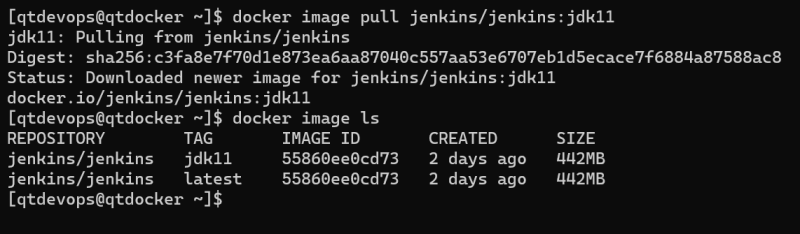 [qtdevops@qtdocker ~]$ docker image pull jenkins/jenkins:jdk11
jdk11: Pulling from jenkins/jenkins
Digest: sha256:c3fa8e7f70d1e873ea6aa87040c557aa53e6707eb1d5ecace7f6884a87588ac8
Status: Downloaded newer image for jenkins/jenkins:jdk11
docker.io/jenkins/jenkins:jdk11
[qtdevops@qtdocker ~]$ docker image ls
REPOSITORY TAG IMAGE ID CREATED SIZE
jenkins/jenkins jdk11 55860ee0cd73 2 days ago 442MB
jenkins/jenkins latest 55860ee0cd73 2 days ago 442MB
[qtdevops@qtdocker ~]$